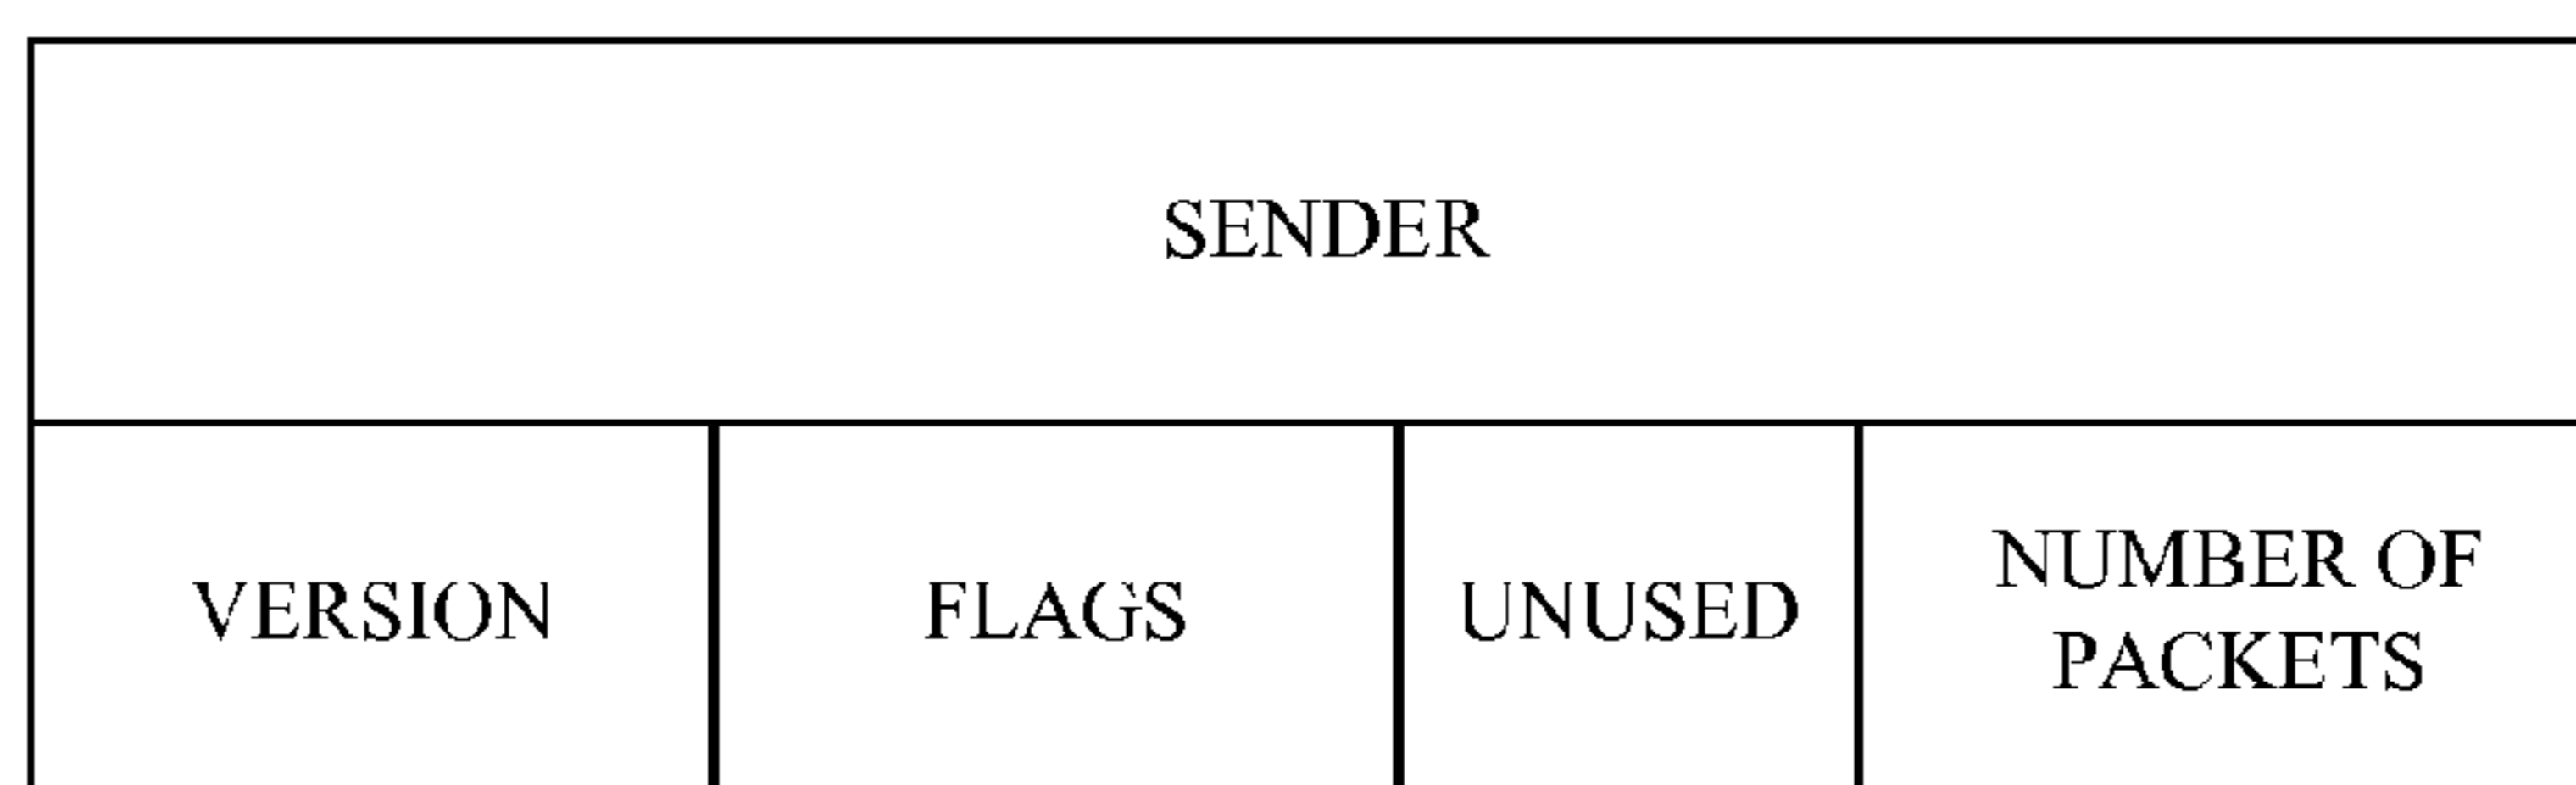 SENDER
VERSION
FLAGS
UNUSED
NUMBER OF
PACKETS